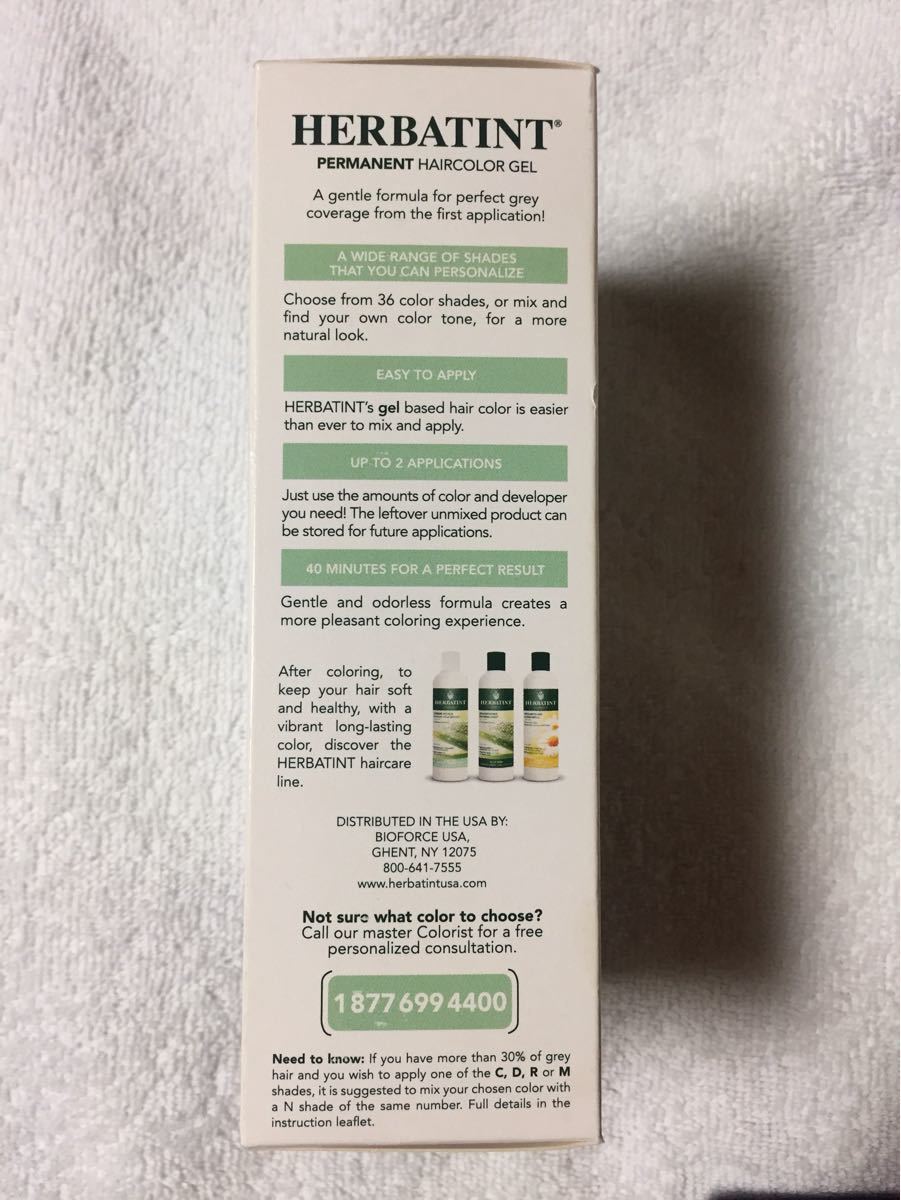 HERBATINT®
PERMANENT HAIRCOLOR GEL
A gentle formula for perfect grey
coverage from the first application!
A WIDE RANGE OF SHADES
THAT YOU CAN PERSONALIZE
Choose from 36 color shades, or mix and
find your own color tone, for a more
natural look.
EASY TO APPLY
HERBATINT's gel based hair color is easier
than ever to mix and apply.
UP TO 2 APPLICATIONS
Just use the amounts of color and developer
you need! The leftover unmixed product can
be stored for future applications.
40 MINUTES FOR A PERFECT RESULT
Gentle and odorless formula creates a
more pleasant coloring experience.
After coloring, to
keep your hair soft
and healthy, with a
vibrant long-lasting
color, discover the
HERBATINT haircare
line.
HERBATINT
HERBATINT
HERBATINT
DISTRIBUTED IN THE USA BY:
BIOFORCE USA,
GHENT, NY 12075
800-641-7555
www.herbatintusa.com
Not sure what color to choose?
Call our master Colorist for a free
personalized consultation.
1 877 699 4400
Need to know: If you have more than 30% of grey
hair and you wish to apply one of the C, D, R or M
shades, it is suggested to mix your chosen color with
a N shade of the same number. Full details in the
instruction leaflet.